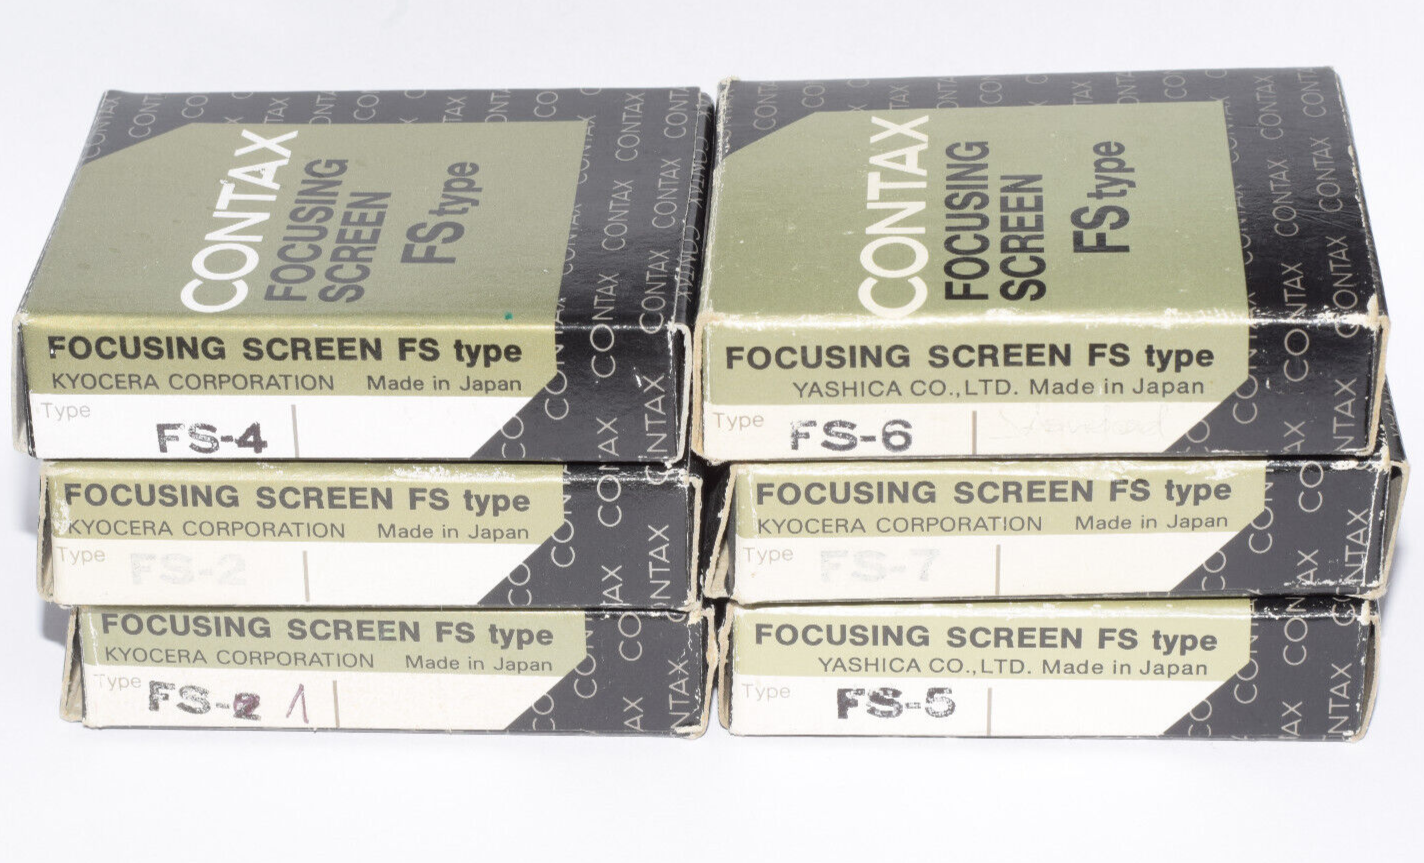 CONTAX
FOCUSING
SCREEN
FS type
FOCUSING SCREEN FS type
KYOCERA CORPORATION Made in Japan
Type
FS-4
CONTAX
FOCUSING
SCREEN
FS type
FOCUSING SCREEN FS type
YASHICA CO.,LTD. Made in Japan
Type
FS-6
FOCUSING SCREEN FS type
KYOCERA CORPORATION Made in Japan
Type
FS-2
FOCUSING SCREEN FS type
KYOCERA CORPORATION Made in Japan
Type
FS-7
FOCUSING SCREEN FS type
KYOCERA CORPORATION Made in Japan
Type
FS-2 1
FOCUSING SCREEN FS type
YASHICA CO.,LTD. Made in Japan
Type
FS-5